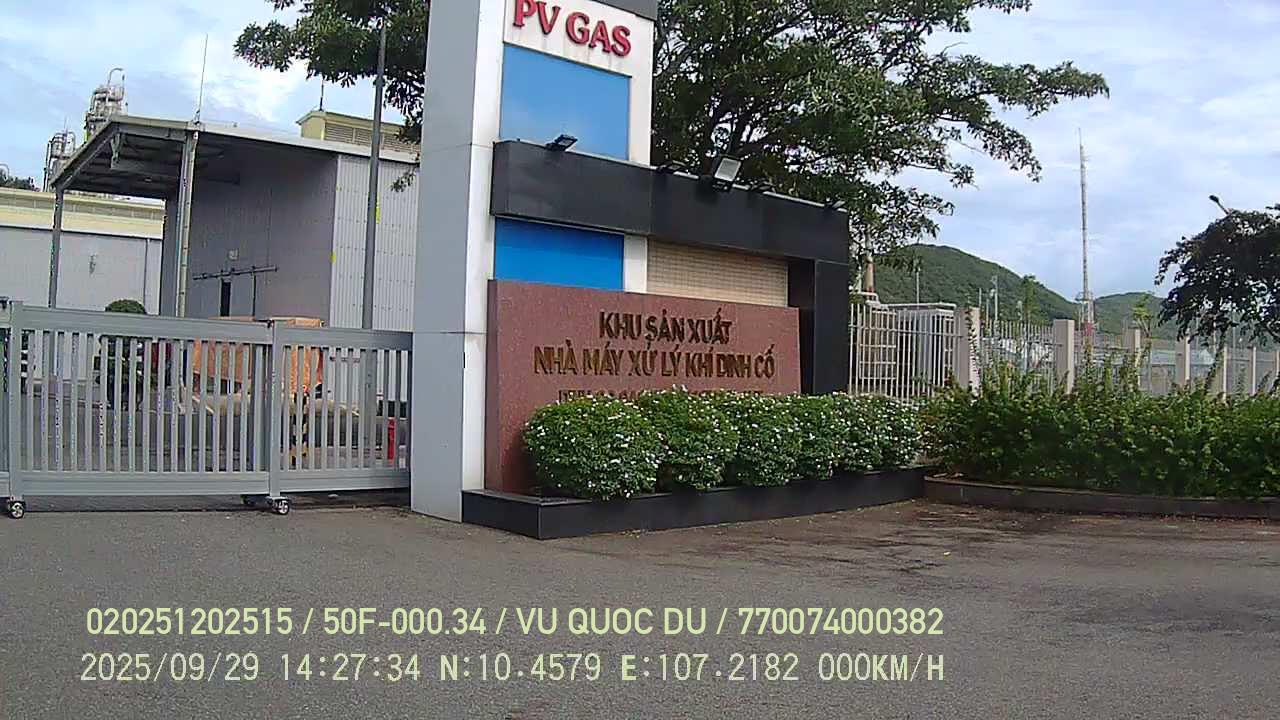 PV GAS
KHU SẢN XUẤT
NHÀ MÁY XỬ LÝ KHÍ DINH CỐ
020251202515 / 50F-000.34 / VU QUOC DU / 770074000382
2025/09/29 14:27:34 N:10.4579 E:107.2182 000KM/H